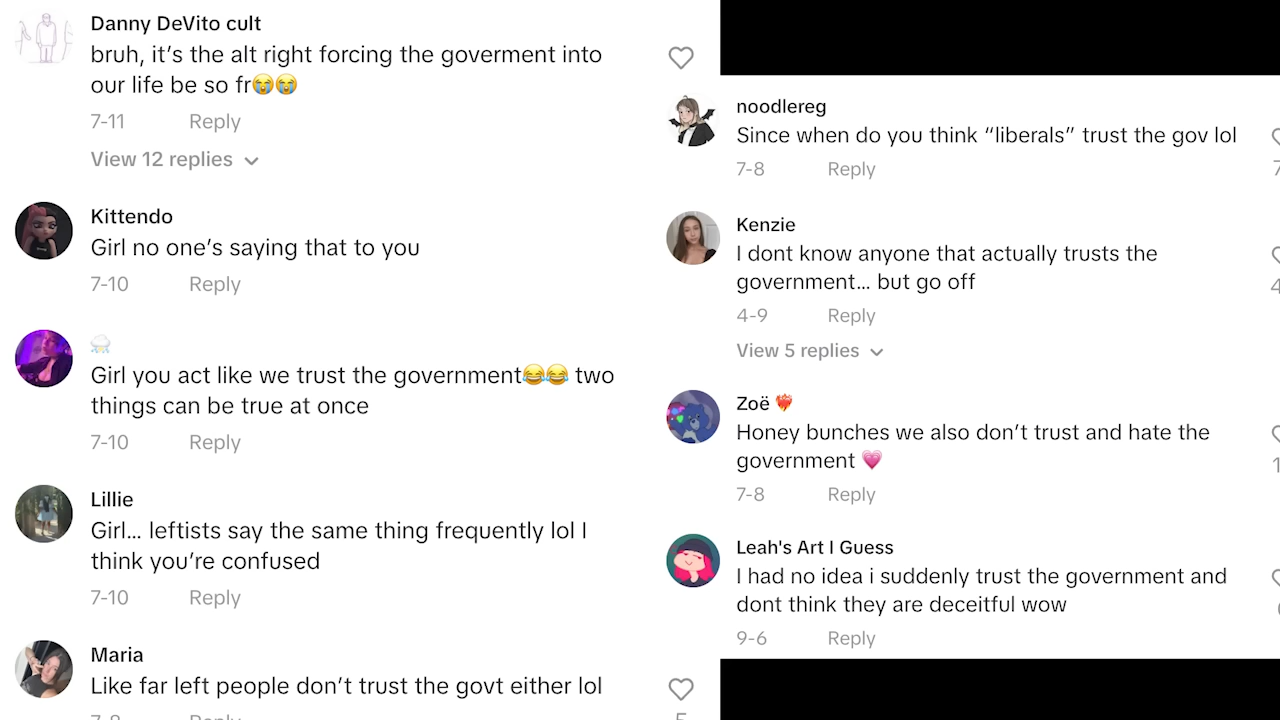 Danny DeVito cult
bruh, it's the alt right forcing the goverment into
our life be so fr😭😭
7-11 Reply
View 12 replies
Kittendo
Girl no one's saying that to you
7-10 Reply
🌧️
Girl you act like we trust the government😂😂 two
things can be true at once
7-10 Reply
Lillie
Girl... leftists say the same thing frequently lol I
think you're confused
7-10 Reply
Maria
Like far left people don't trust the govt either lol
5
noodlereg
Since when do you think “liberals” trust the gov lol
7-8 Reply
Kenzie
I dont know anyone that actually trusts the
government... but go off
4-9 Reply
View 5 replies
Zoë ❤️‍🔥
Honey bunches we also don't trust and hate the
government 💗
7-8 Reply
Leah's Art I Guess
I had no idea i suddenly trust the government and
dont think they are deceitful wow
9-6 Reply